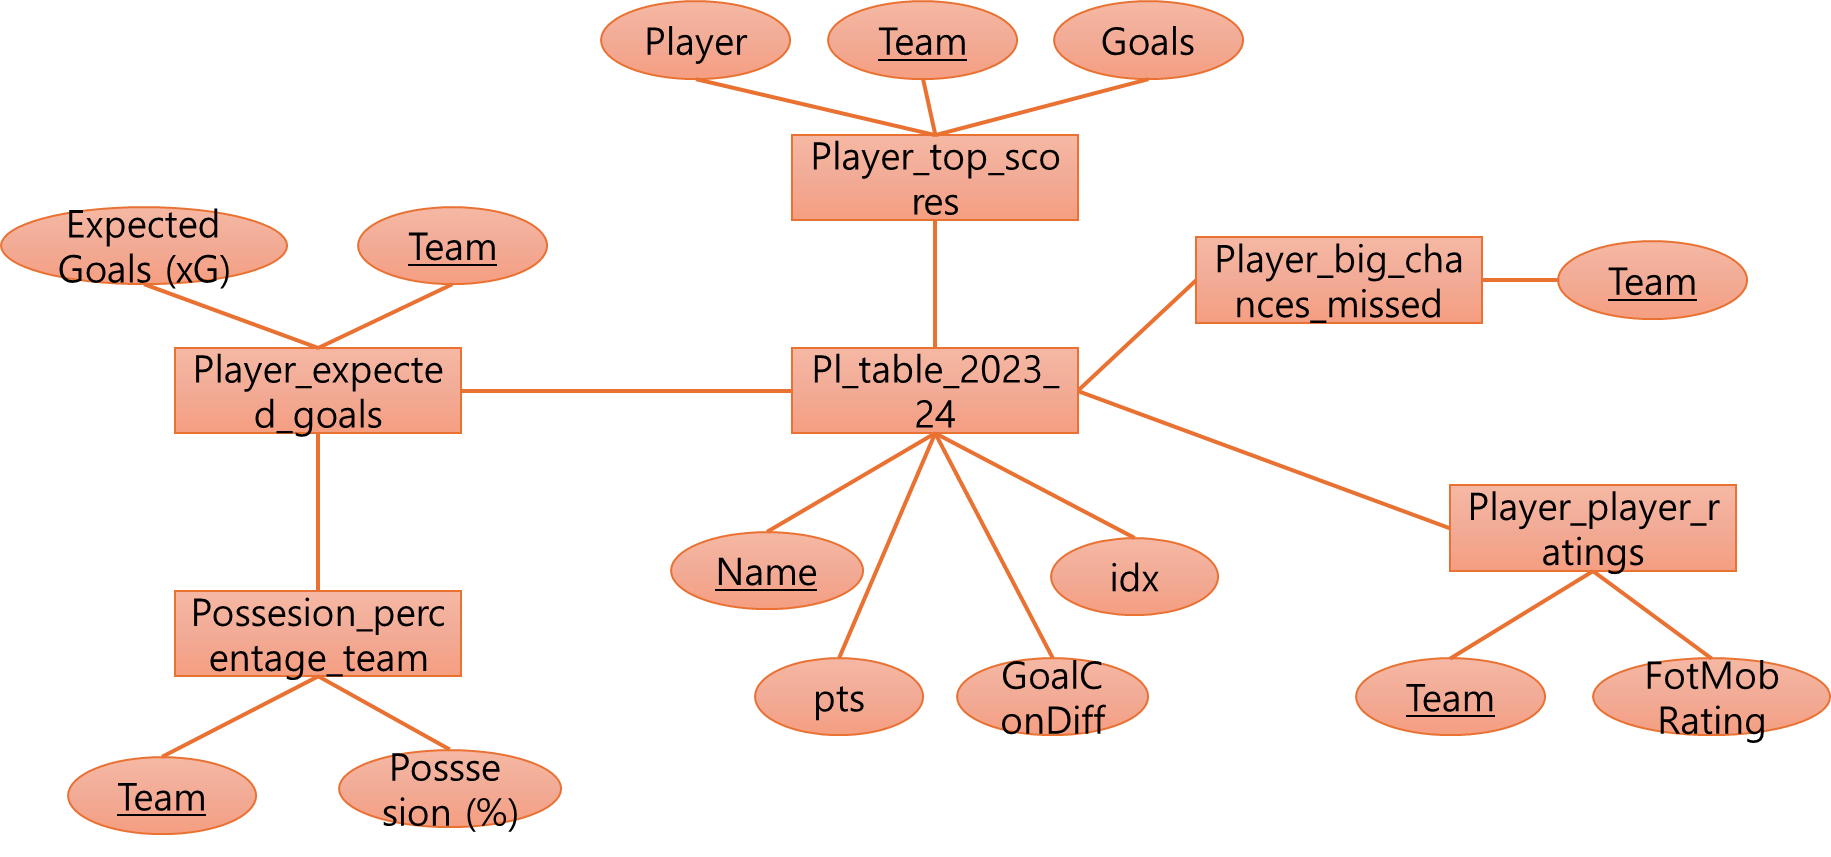 Player
Team
Goals
Player_top_sco
res
Expected
Goals (xG)
Team
Player_big_cha
nces_missed
Team
Player_expecte
d_goals
Pl_table_2023_
24
Player_player_r
atings
Name
idx
Possesion_perc
entage_team
pts
GoalC
onDiff
Team
FotMob
Rating
Team
Possse
sion (%)